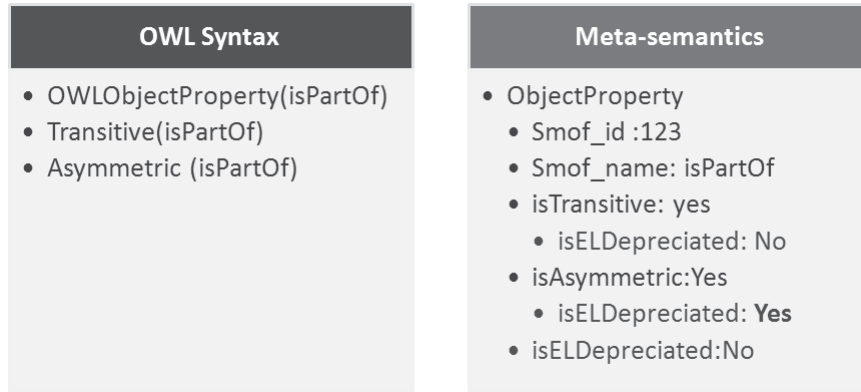 OWL Syntax
• OWLObjectProperty(isPartOf)
• Transitive(isPartOf)
• Asymmetric (isPartOf)
Meta-semantics
• ObjectProperty
• Smof_id :123
• Smof_name: isPartOf
• isTransitive: yes
• isELDepreciated: No
• isAsymmetric:Yes
• isELDepreciated: Yes
• isELDepreciated:No